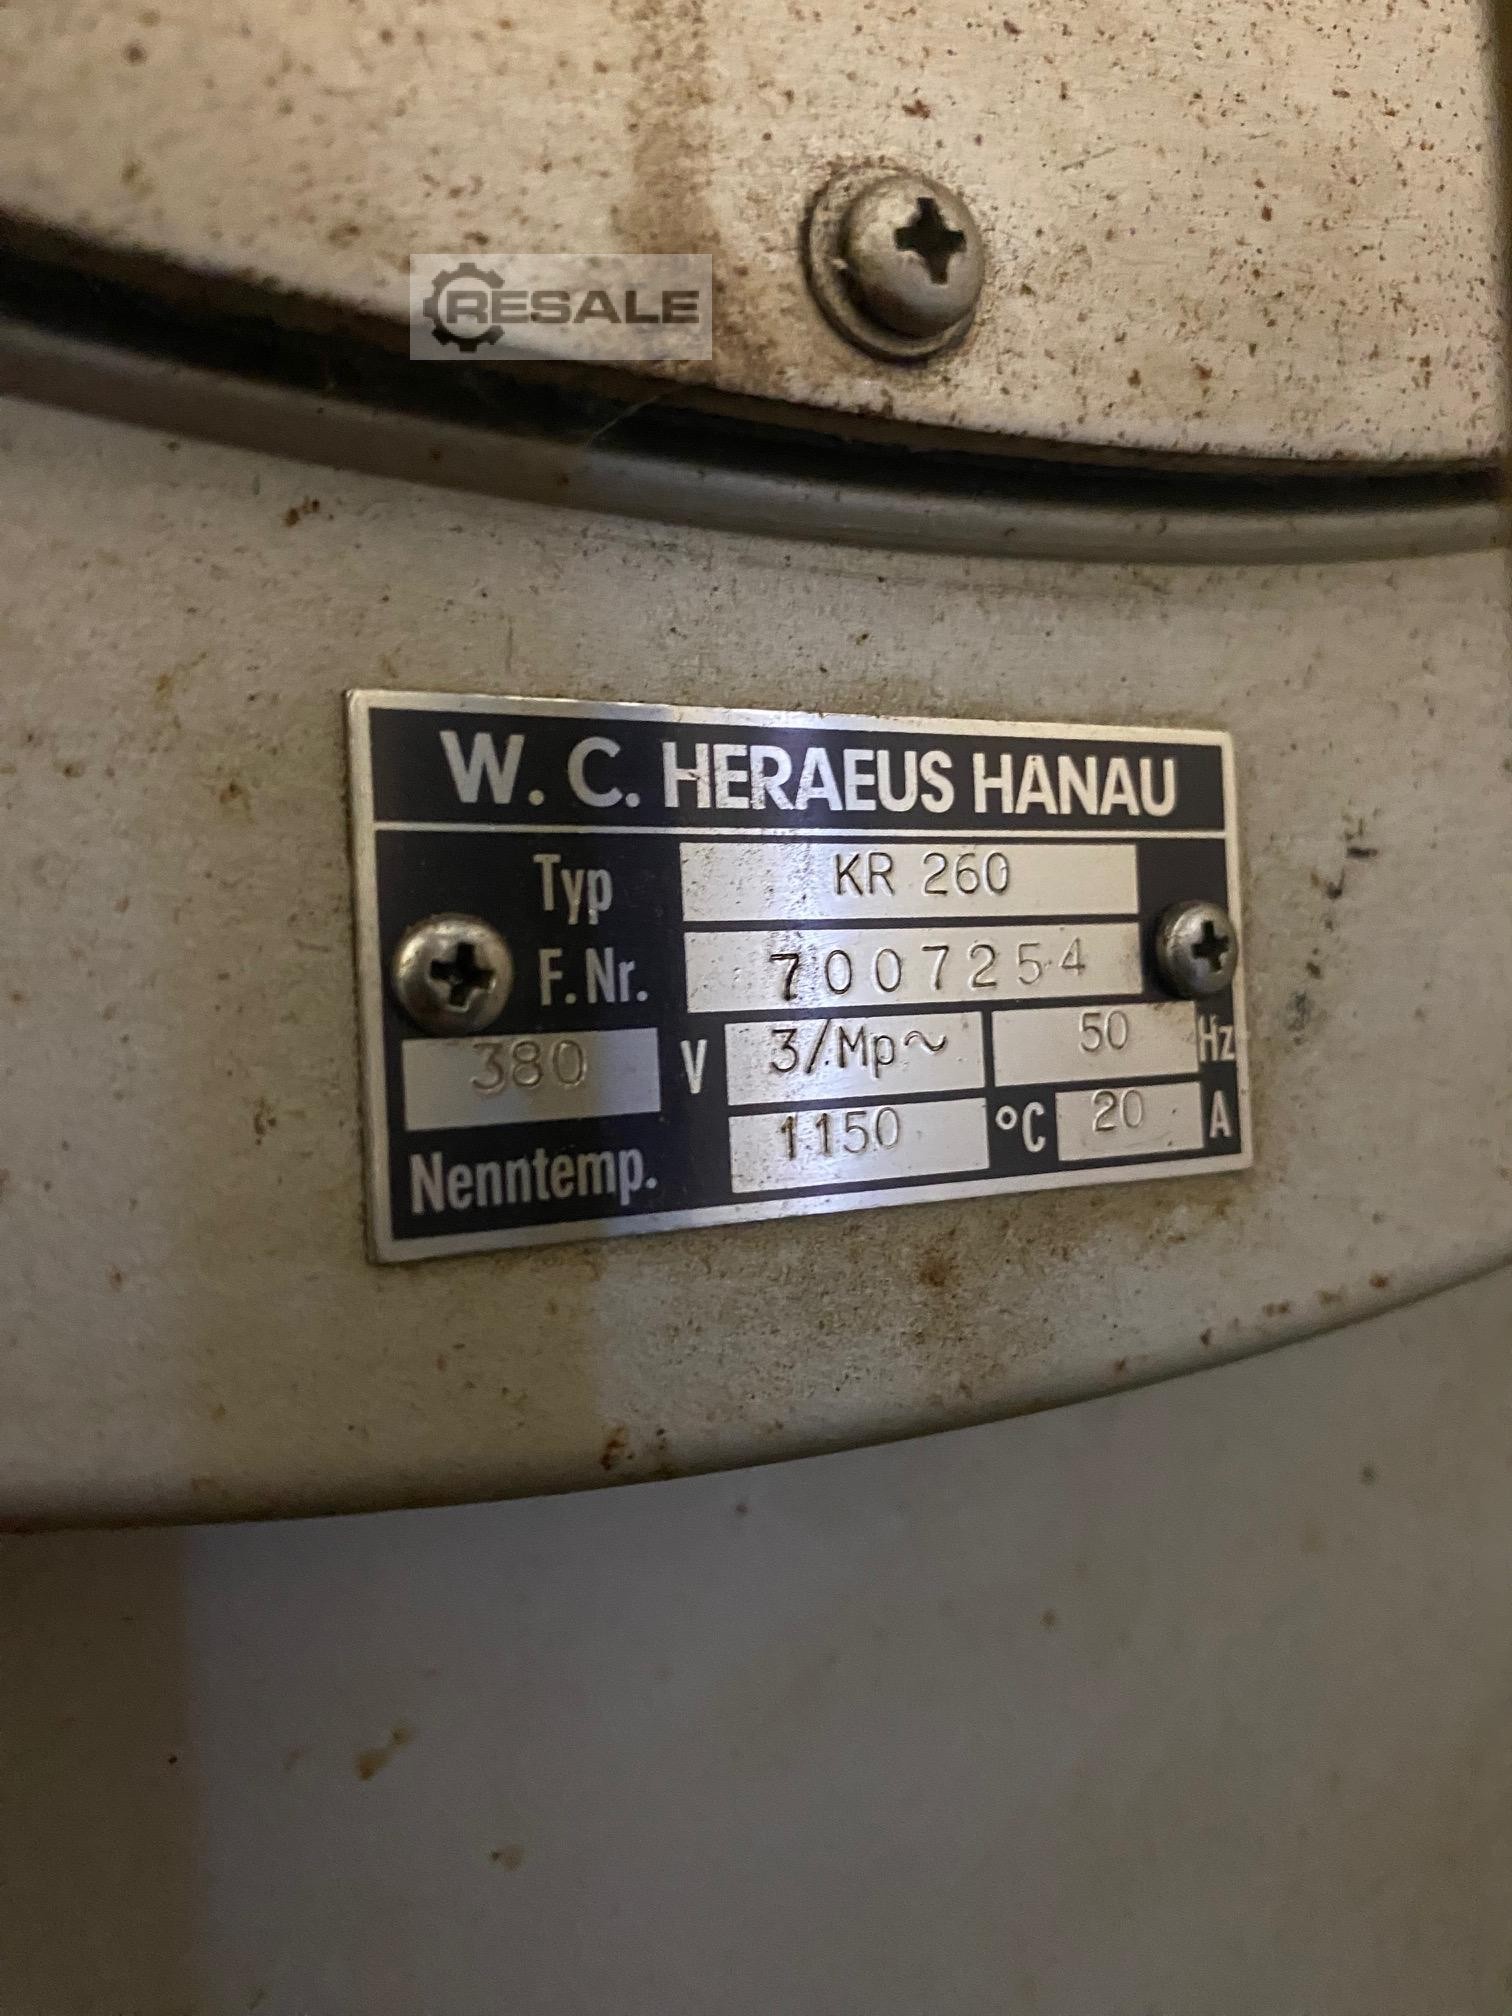 RESALE
W. C. HERAEUS HANAU
Typ KR 260
F. Nr. 7007254
380 V 3/Mp~ 50 Hz
Nenntemp. 1150 °C 20 A